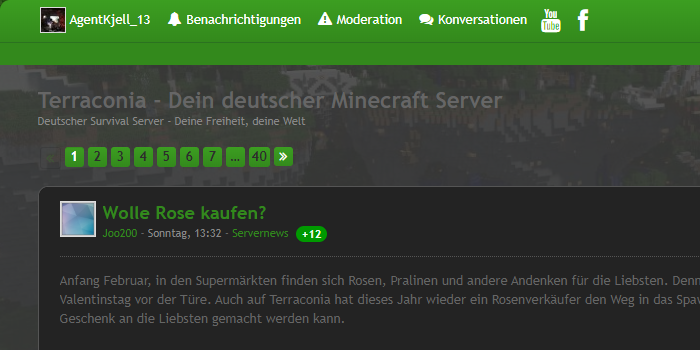 AgentKjell_13 Benachrichtigungen Moderation Konversationen You Tube f
Terraconia - Dein deutscher Minecraft Server
Deutscher Survival Server - Deine Freiheit, deine Welt
1 2 3 4 5 6 7 … 40 »
Wolle Rose kaufen?
Joo200 - Sonntag, 13:32 - Servernews +12
Anfang Februar, in den Supermärkten finden sich Rosen, Pralinen und andere Andenken für die Liebsten. Denn
Valentinstag vor der Türe. Auch auf Terraconia hat dieses Jahr wieder ein Rosenverkäufer den Weg in das Spaw
Geschenk an die Liebsten gemacht werden kann.